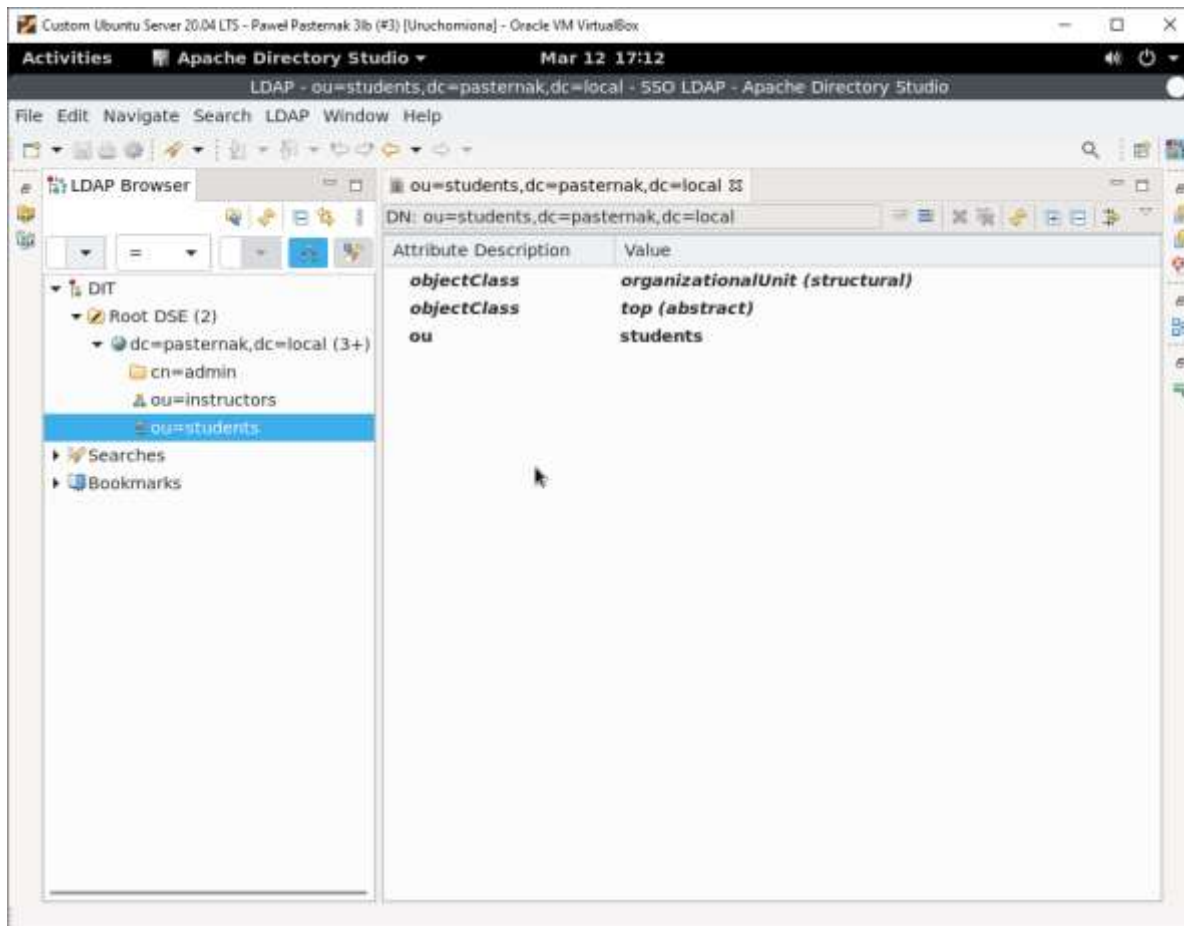 Custom Ubuntu Server 20.04 LTS - Paweł Pasternak 3lb (#3) [Uruchomiona] - Oracle VM VirtualBox
Activities Apache Directory Studio Mar 12 17:12
LDAP - ou=students,dc=pasternak,dc=local - SSO LDAP - Apache Directory Studio
File Edit Navigate Search LDAP Window Help
LDAP Browser
ou=students,dc=pasternak,dc=local
DN: ou=students,dc=pasternak,dc=local
=
Attribute Description Value
objectClass organizationalUnit (structural)
objectClass top (abstract)
ou students
DIT
Root DSE (2)
dc=pasternak,dc=local (3+)
cn=admin
ou=instructors
ou=students
Searches
Bookmarks